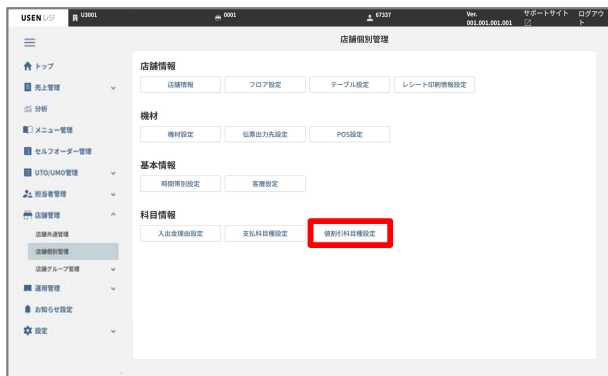 USENレジ U3001 0001 67337 Ver. 001.001.001.001 サポートサイト ログアウト
店舗個別管理
トップ
売上管理
分析
メニュー管理
セルフオーダー管理
UTO/UMO管理
担当者管理
店舗管理
店舗共通管理
店舗個別管理
店舗グループ管理
運用管理
お知らせ設定
設定
店舗情報
店舗情報 フロア設定 テーブル設定 レシート印刷情報設定
機材
機材設定 伝票出力先設定 POS設定
基本情報
時間帯別設定 客層設定
科目情報
入出金理由設定 支払科目種設定 値割引科目種設定